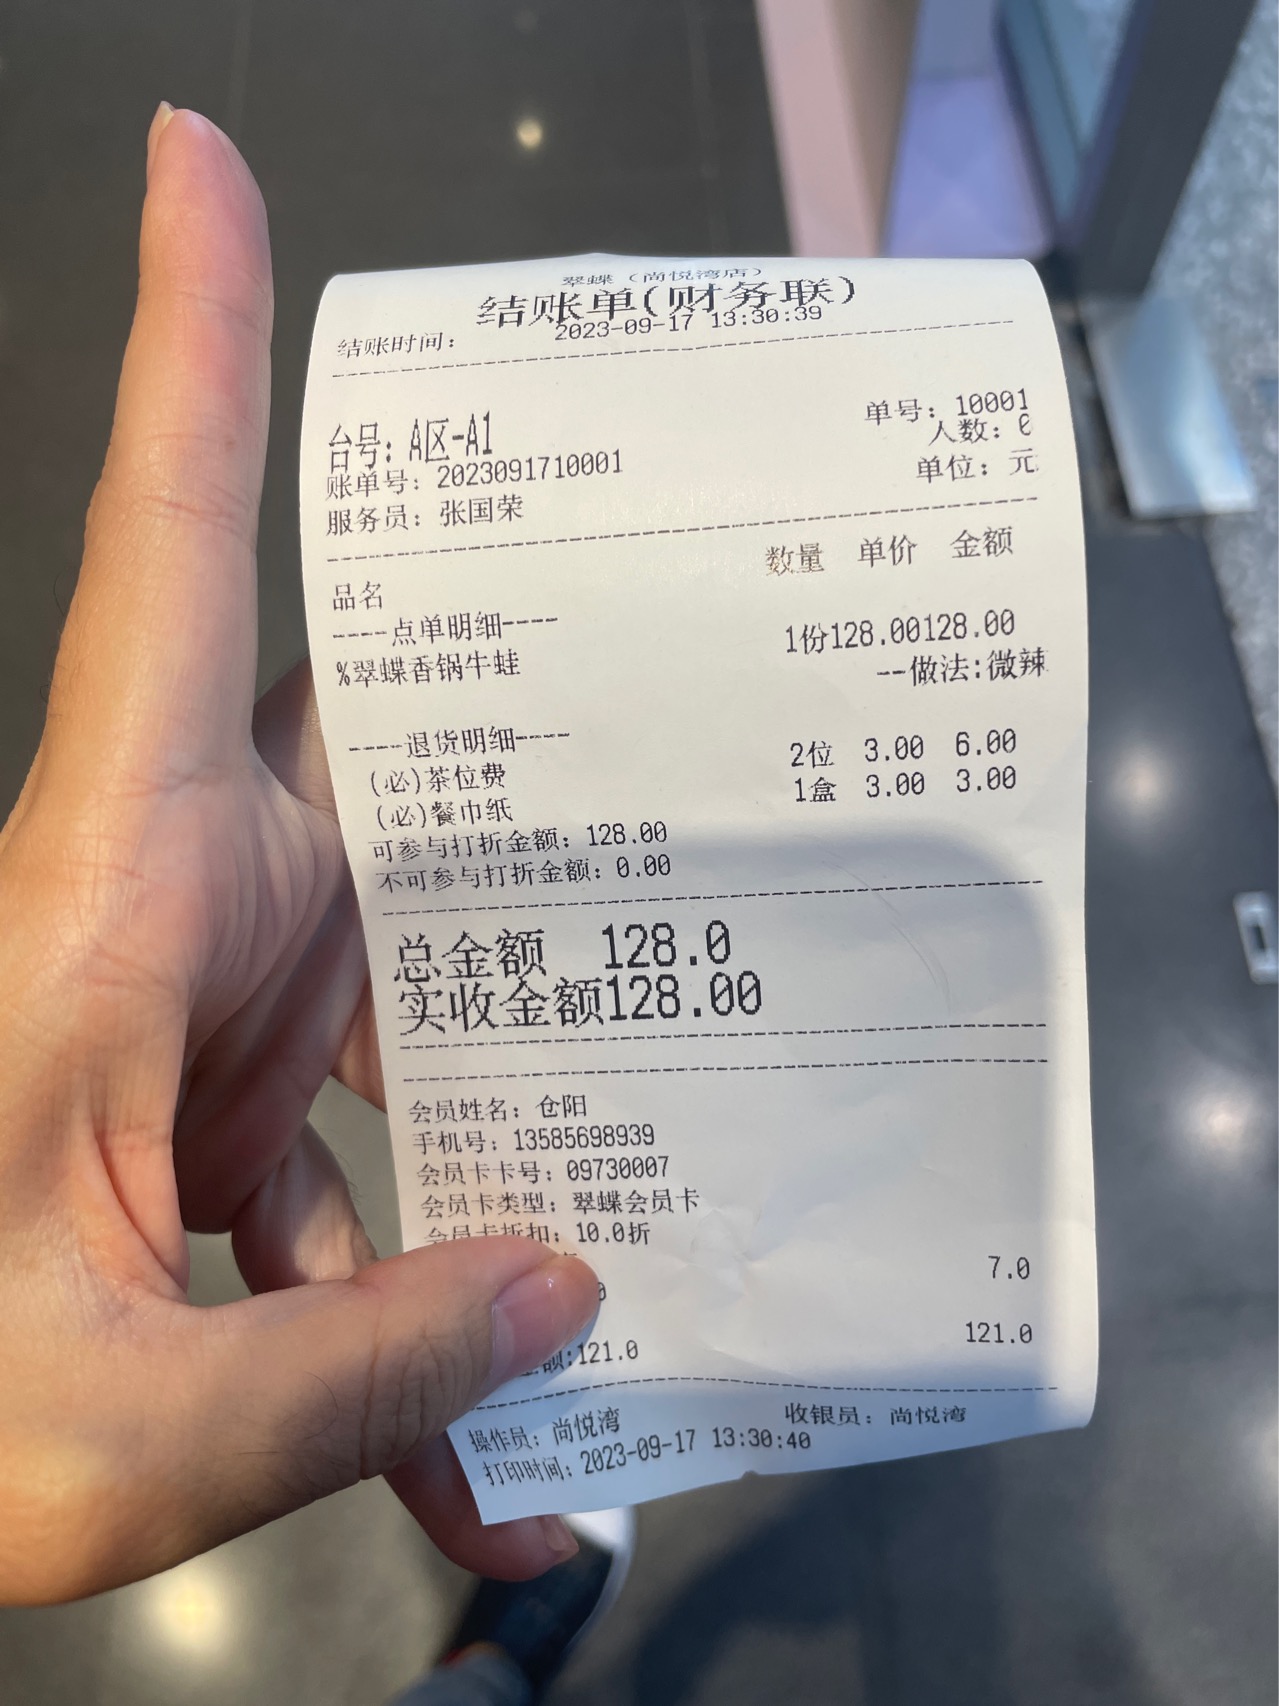 翠蝶（尚悦湾店）
结账单(财务联)
结账时间： 2023-09-17 13:30:39
台号: A区-A1 单号: 10001
人数:
账单号: 2023091710001 单位: 元
服务员: 张国荣
品名 数量 单价 金额
----点单明细----
%翠蝶香锅牛蛙 1份128.00128.00
--做法:微辣
----退货明细----
(必)茶位费 2位 3.00 6.00
(必)餐巾纸 1盒 3.00 3.00
可参与打折金额: 128.00
不可参与打折金额: 0.00
总金额 128.0
实收金额128.00
会员姓名: 仓阳
手机号: 13585698939
会员卡卡号: 09730007
会员卡类型: 翠蝶会员卡
会员卡折扣: 10.0折
7.0
额:121.0 121.0
操作员: 尚悦湾 收银员: 尚悦湾
打印时间: 2023-09-17 13:30:40